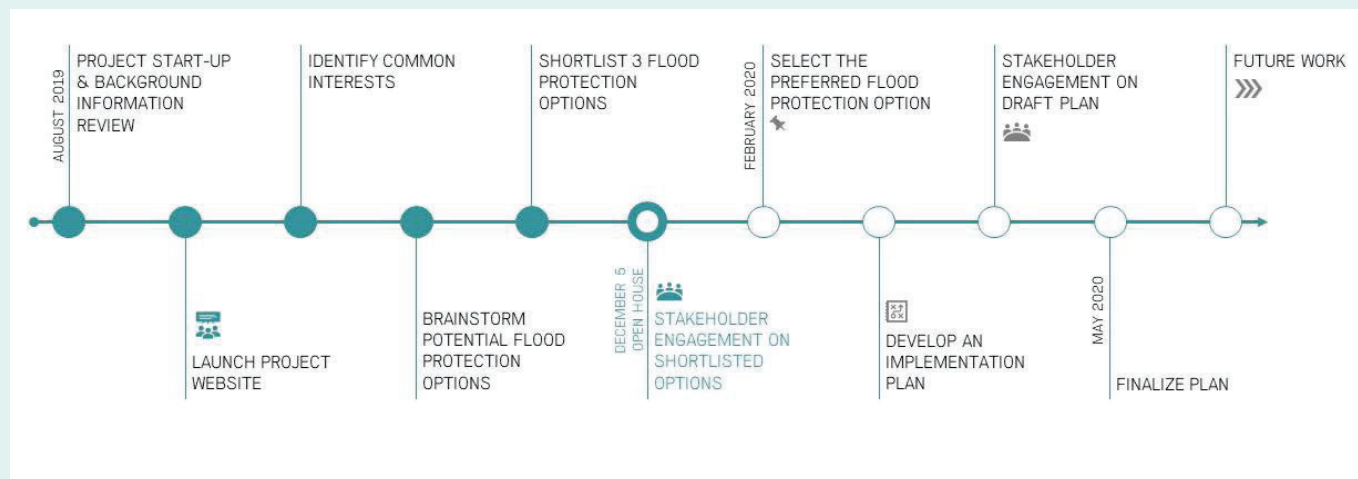 AUGUST 2019
PROJECT START-UP
& BACKGROUND
INFORMATION
REVIEW
LAUNCH PROJECT
WEBSITE
IDENTIFY COMMON
INTERESTS
BRAINSTORM
POTENTIAL FLOOD
PROTECTION
OPTIONS
SHORTLIST 3 FLOOD
PROTECTION
OPTIONS
DECEMBER 5
OPEN HOUSE
STAKEHOLDER
ENGAGEMENT ON
SHORTLISTED
OPTIONS
FEBRUARY 2020
SELECT THE
PREFERRED FLOOD
PROTECTION OPTION
DEVELOP AN
IMPLEMENTATION
PLAN
STAKEHOLDER
ENGAGEMENT ON
DRAFT PLAN
MAY 2020
FINALIZE PLAN
FUTURE WORK